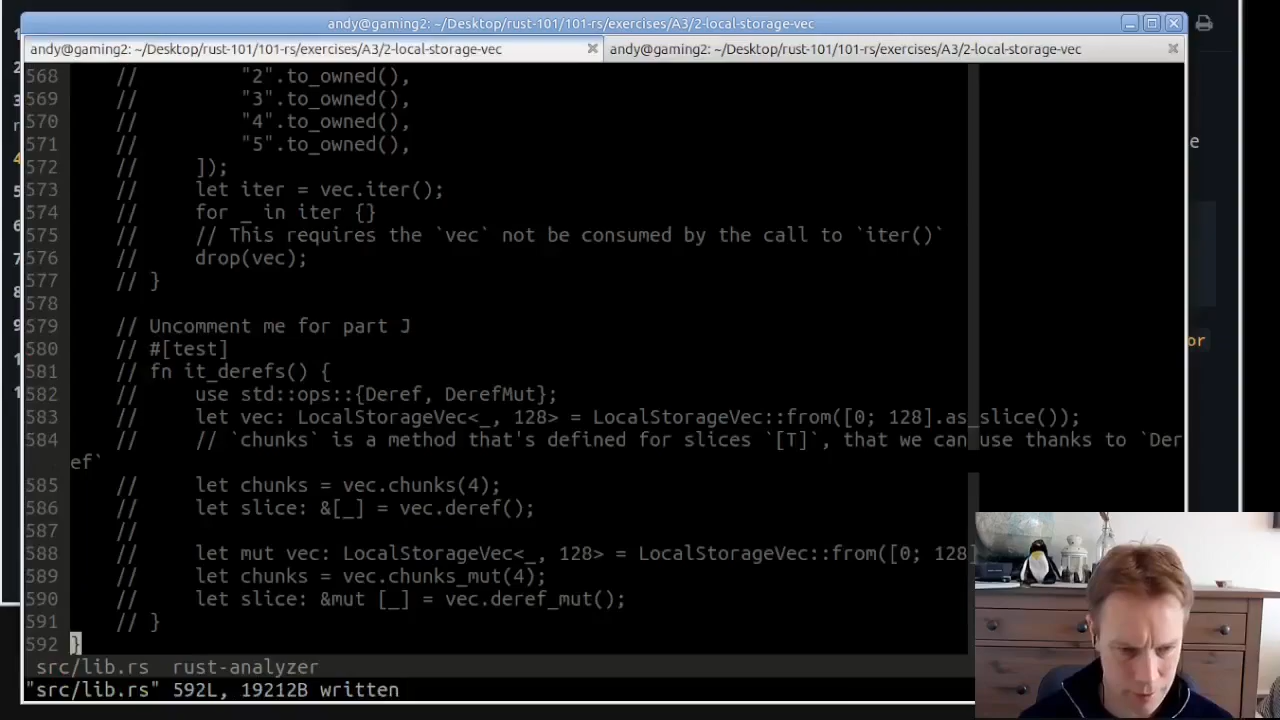 andy@gaming2: ~/Desktop/rust-101/101-rs/exercises/A3/2-local-storage-vec
andy@gaming2: ~/Desktop/rust-101/101-rs/exercises/A3/2-local-storage-vec
andy@gaming2: ~/Desktop/rust-101/101-rs/exercises/A3/2-local-storage-vec
568 // "2".to_owned(),
569 // "3".to_owned(),
570 // "4".to_owned(),
571 // "5".to_owned(),
572 // ]);
573 // let iter = vec.iter();
574 // for _ in iter {}
575 // // This requires the `vec` not be consumed by the call to `iter()`
576 // drop(vec);
577 // }
578
579 // Uncomment me for part J
580 // #[test]
581 // fn it_derefs() {
582 // use std::ops::{Deref, DerefMut};
583 // let vec: LocalStorageVec<_, 128> = LocalStorageVec::from([0; 128].as_slice());
584 // // `chunks` is a method that's defined for slices `[T]`, that we can use thanks to `Der
ef`
585 // let chunks = vec.chunks(4);
586 // let slice: &[_] = vec.deref();
587 //
588 // let mut vec: LocalStorageVec<_, 128> = LocalStorageVec::from([0; 128]
589 // let chunks = vec.chunks_mut(4);
590 // let slice: &mut [_] = vec.deref_mut();
591 // }
592 }
src/lib.rs rust-analyzer
"src/lib.rs" 592L, 19212B written